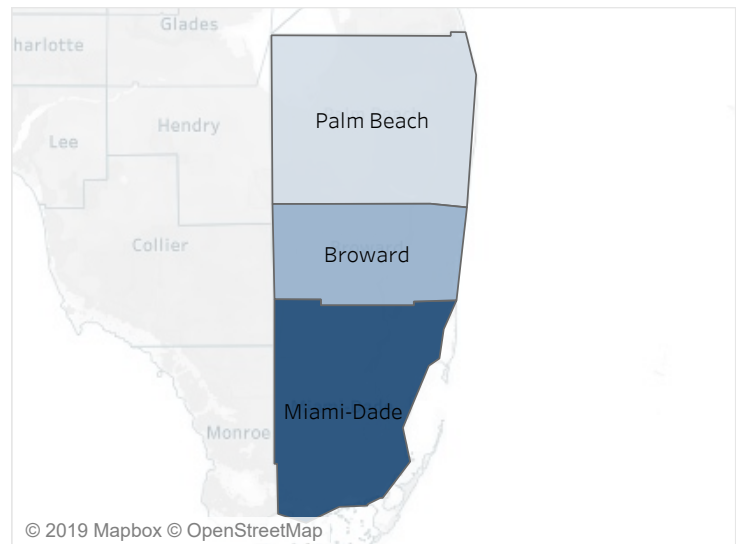 Glades
harlotte
Palm Beach
Hendry
Lee
Collier
Broward
Miami-Dade
Monroe
© 2019 Mapbox © OpenStreetMap